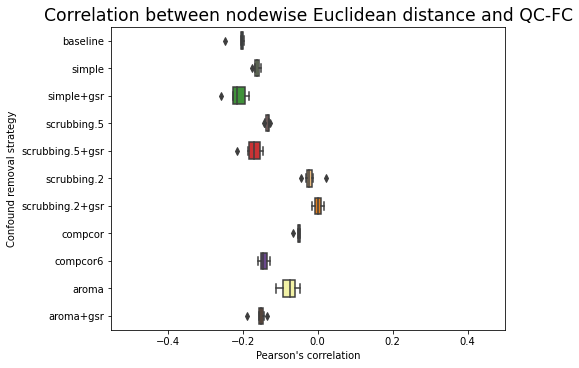 Correlation between nodewise Euclidean distance and QC-FC
Confound removal strategy
baseline
simple
simple+gsr
scrubbing.5
scrubbing.5+gsr
scrubbing.2
scrubbing.2+gsr
compcor
compcor6
aroma
aroma+gsr
−0.4 −0.2 0.0 0.2 0.4
Pearson's correlation